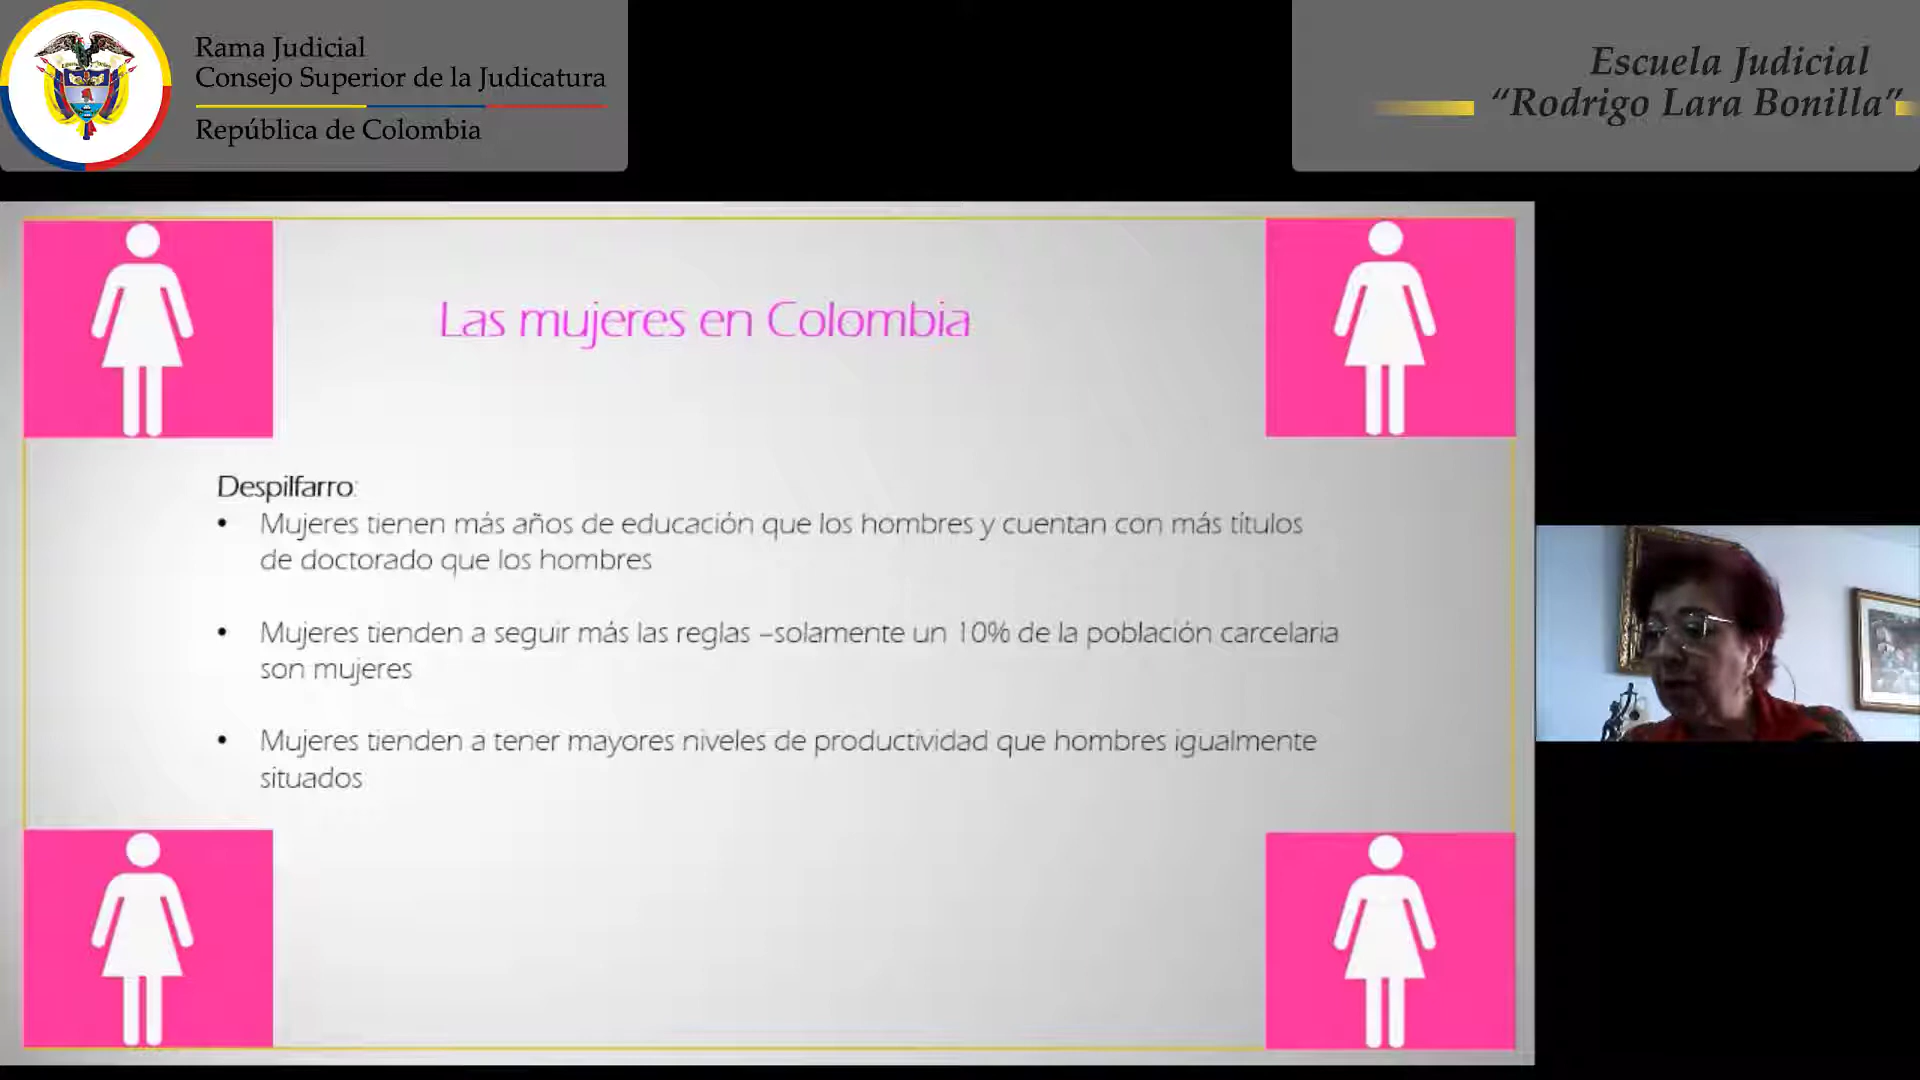 Rama Judicial
Consejo Superior de la Judicatura
República de Colombia
Escuela Judicial
“Rodrigo Lara Bonilla”
Las mujeres en Colombia
Despilfarro:
• Mujeres tienen más años de educación que los hombres y cuentan con más títulos
de doctorado que los hombres
• Mujeres tienden a seguir más las reglas –solamente un 10% de la población carcelaria
son mujeres
• Mujeres tienden a tener mayores niveles de productividad que hombres igualmente
situados